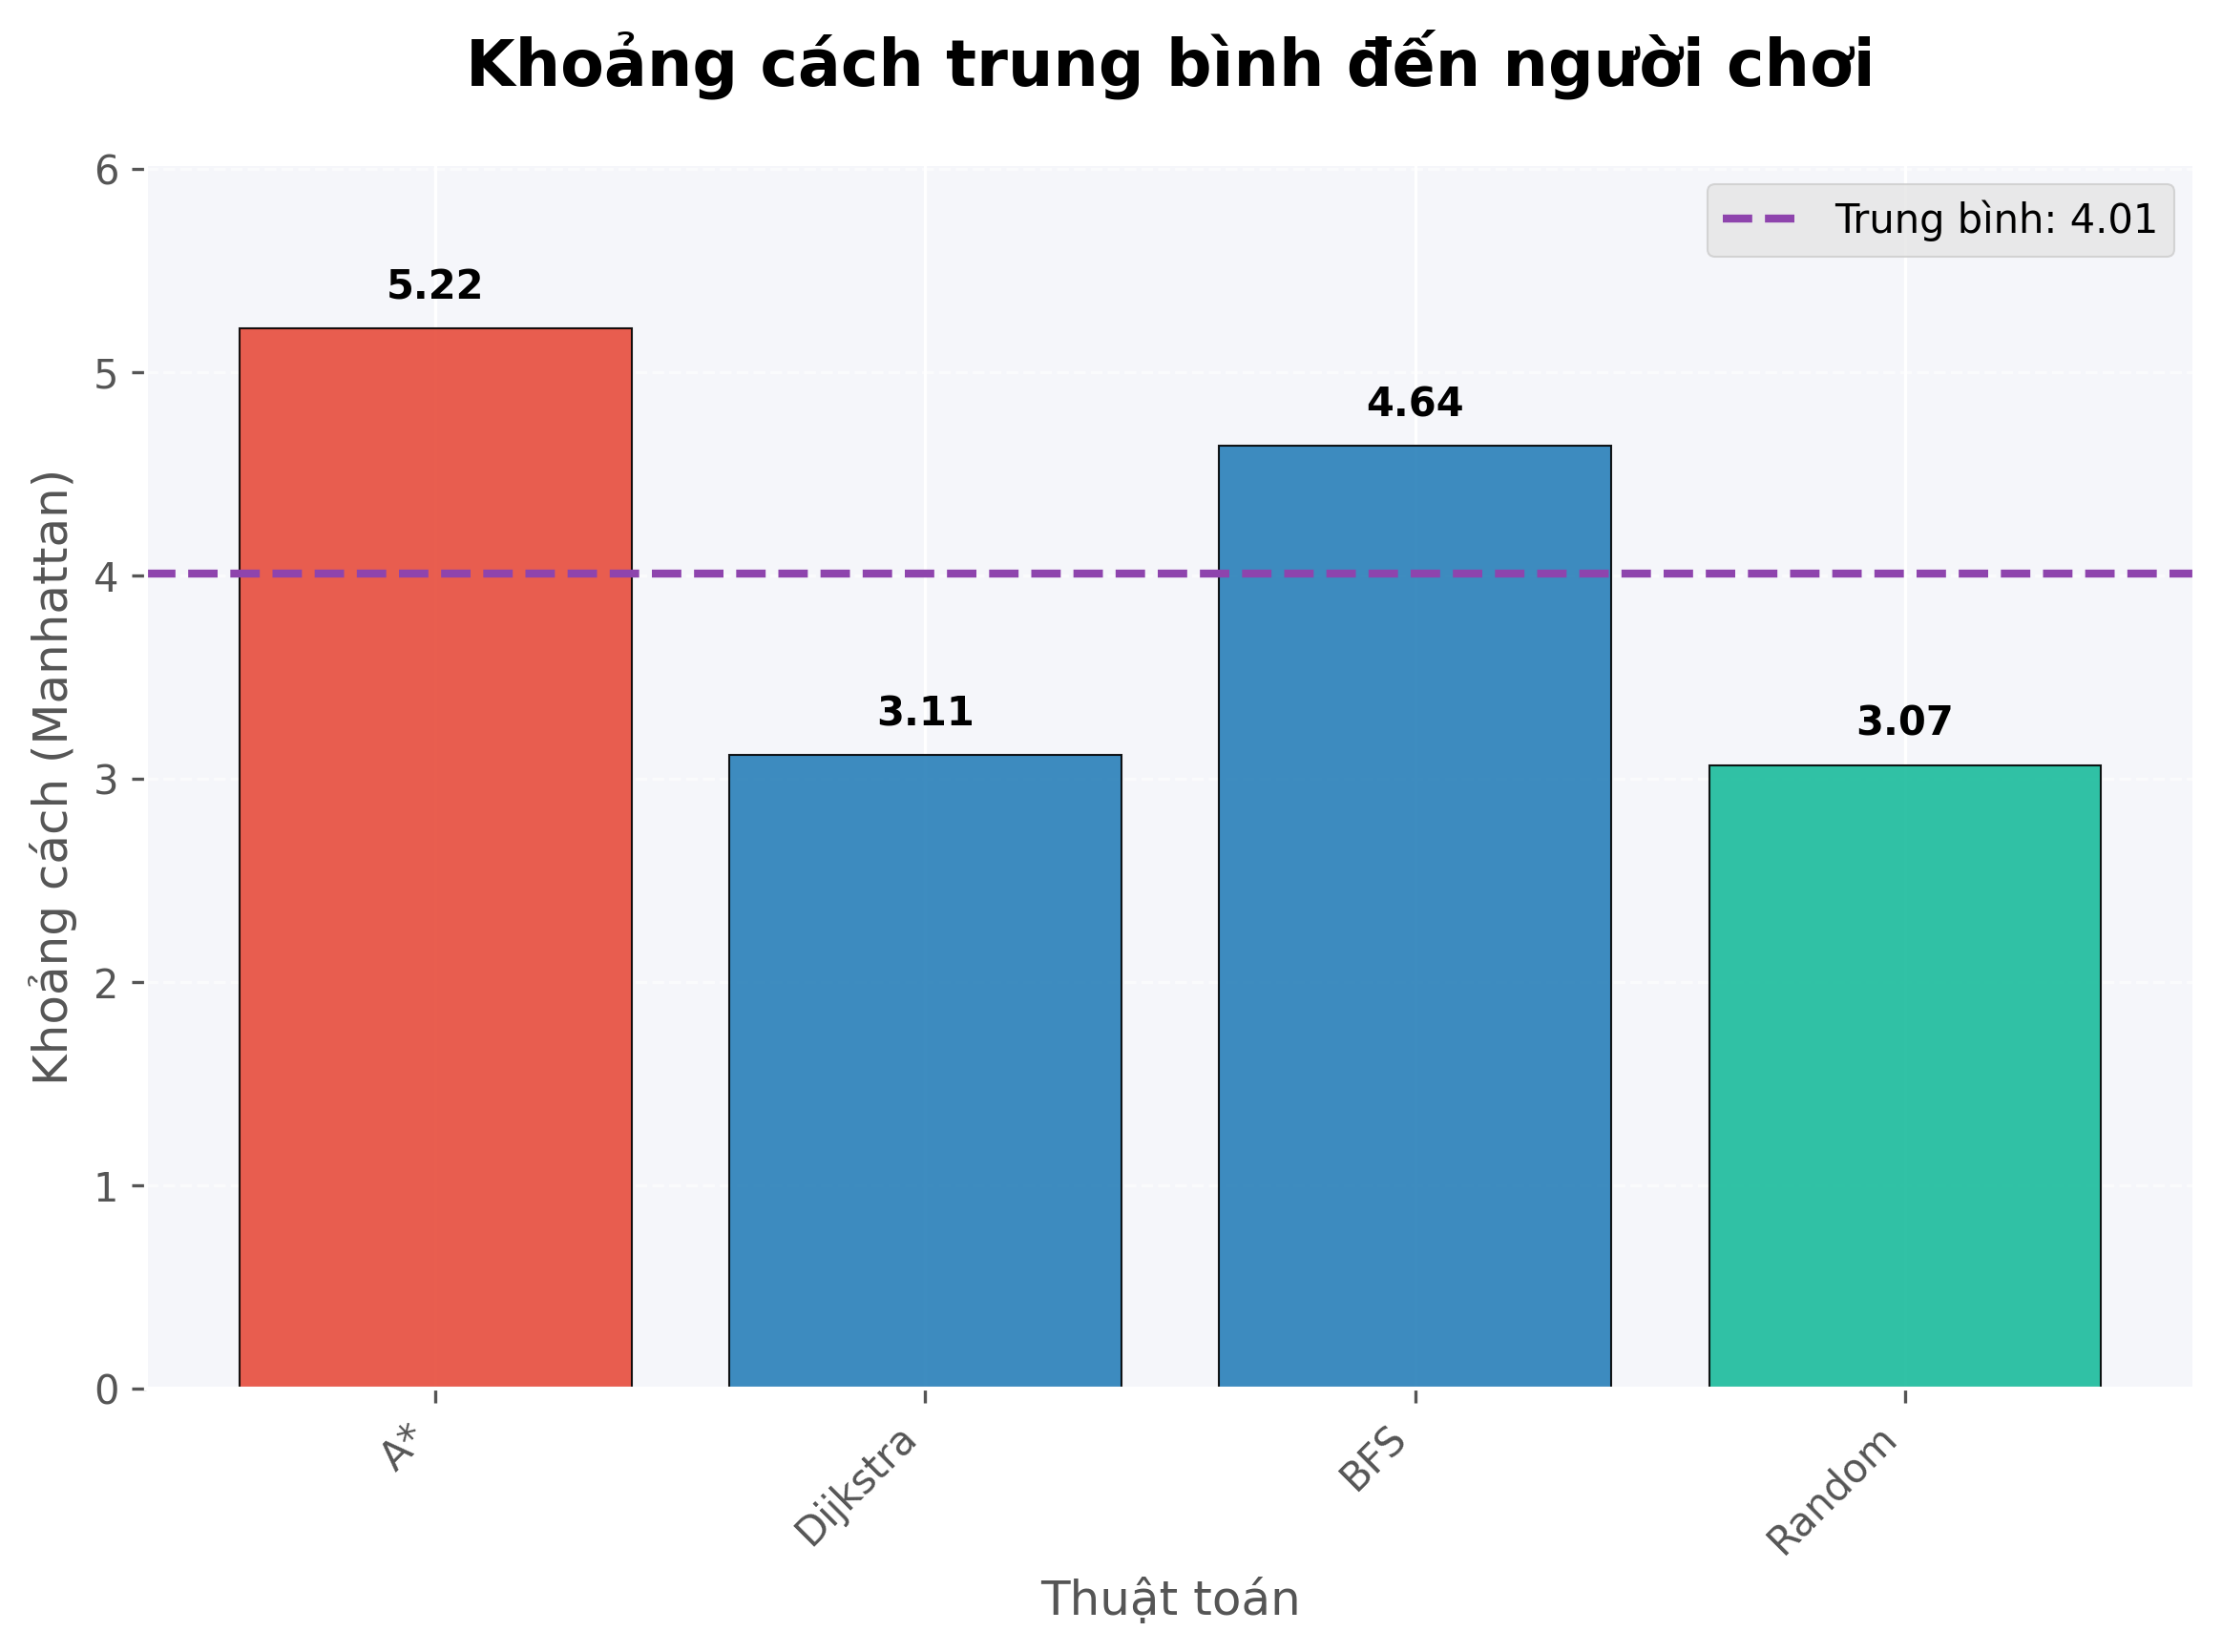 Khoảng cách trung bình đến người chơi
Trung bình: 4.01
Khoảng cách (Manhattan)
6
5
4
3
2
1
0
5.22
3.11
4.64
3.07
A*
Dijkstra
BFS
Random
Thuật toán